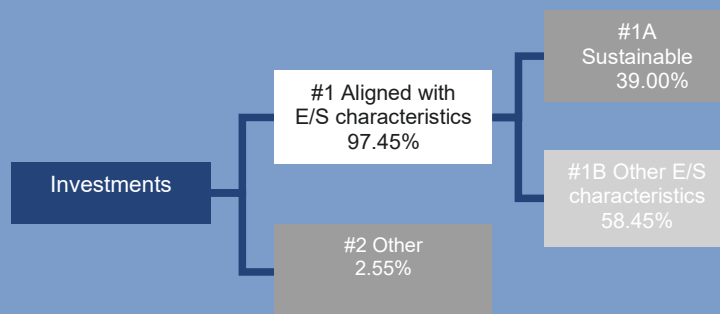 Investments
#1 Aligned with
E/S characteristics
97.45%
#2 Other
2.55%
#1A
Sustainable
39.00%
#1B Other E/S
characteristics
58.45%